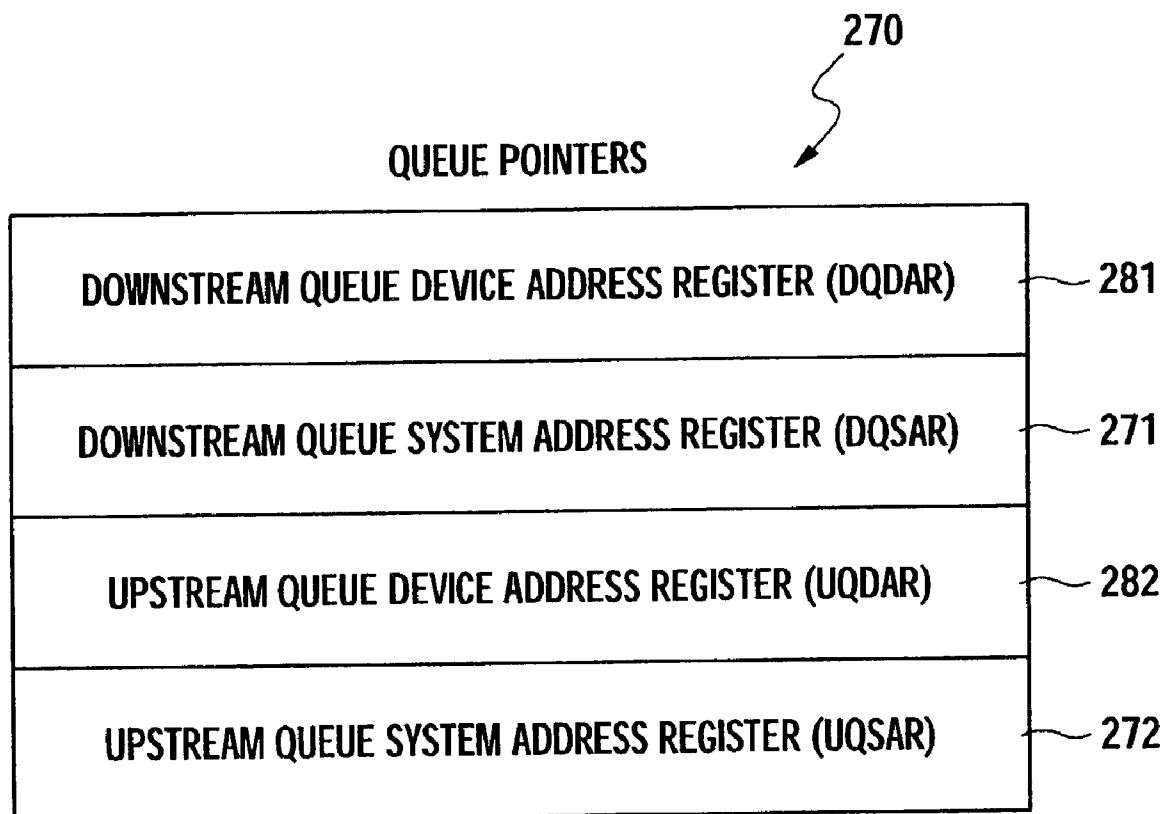 270
QUEUE POINTERS
DOWNSTREAM QUEUE DEVICE ADDRESS REGISTER (DQDAR) 281
DOWNSTREAM QUEUE SYSTEM ADDRESS REGISTER (DQSAR) 271
UPSTREAM QUEUE DEVICE ADDRESS REGISTER (UQDAR) 282
UPSTREAM QUEUE SYSTEM ADDRESS REGISTER (UQSAR) 272